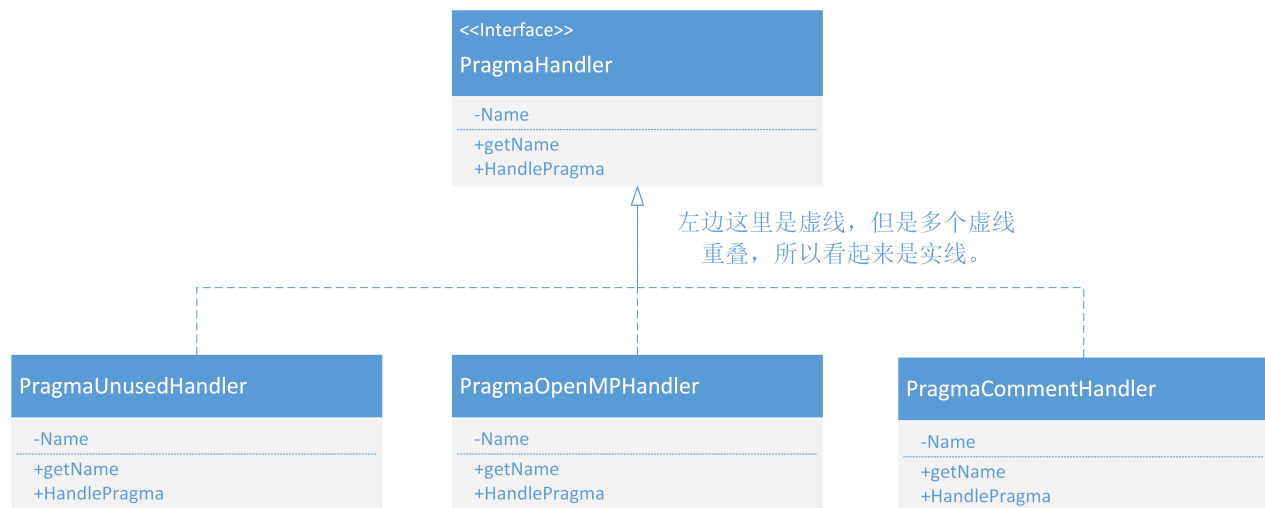 <<Interface>>
PragmaHandler
-Name
+getName
+HandlePragma
左边这里是虚线，但是多个虚线
重叠，所以看起来是实线。
PragmaUnusedHandler
-Name
+getName
+HandlePragma
PragmaOpenMPHandler
-Name
+getName
+HandlePragma
PragmaCommentHandler
-Name
+getName
+HandlePragma